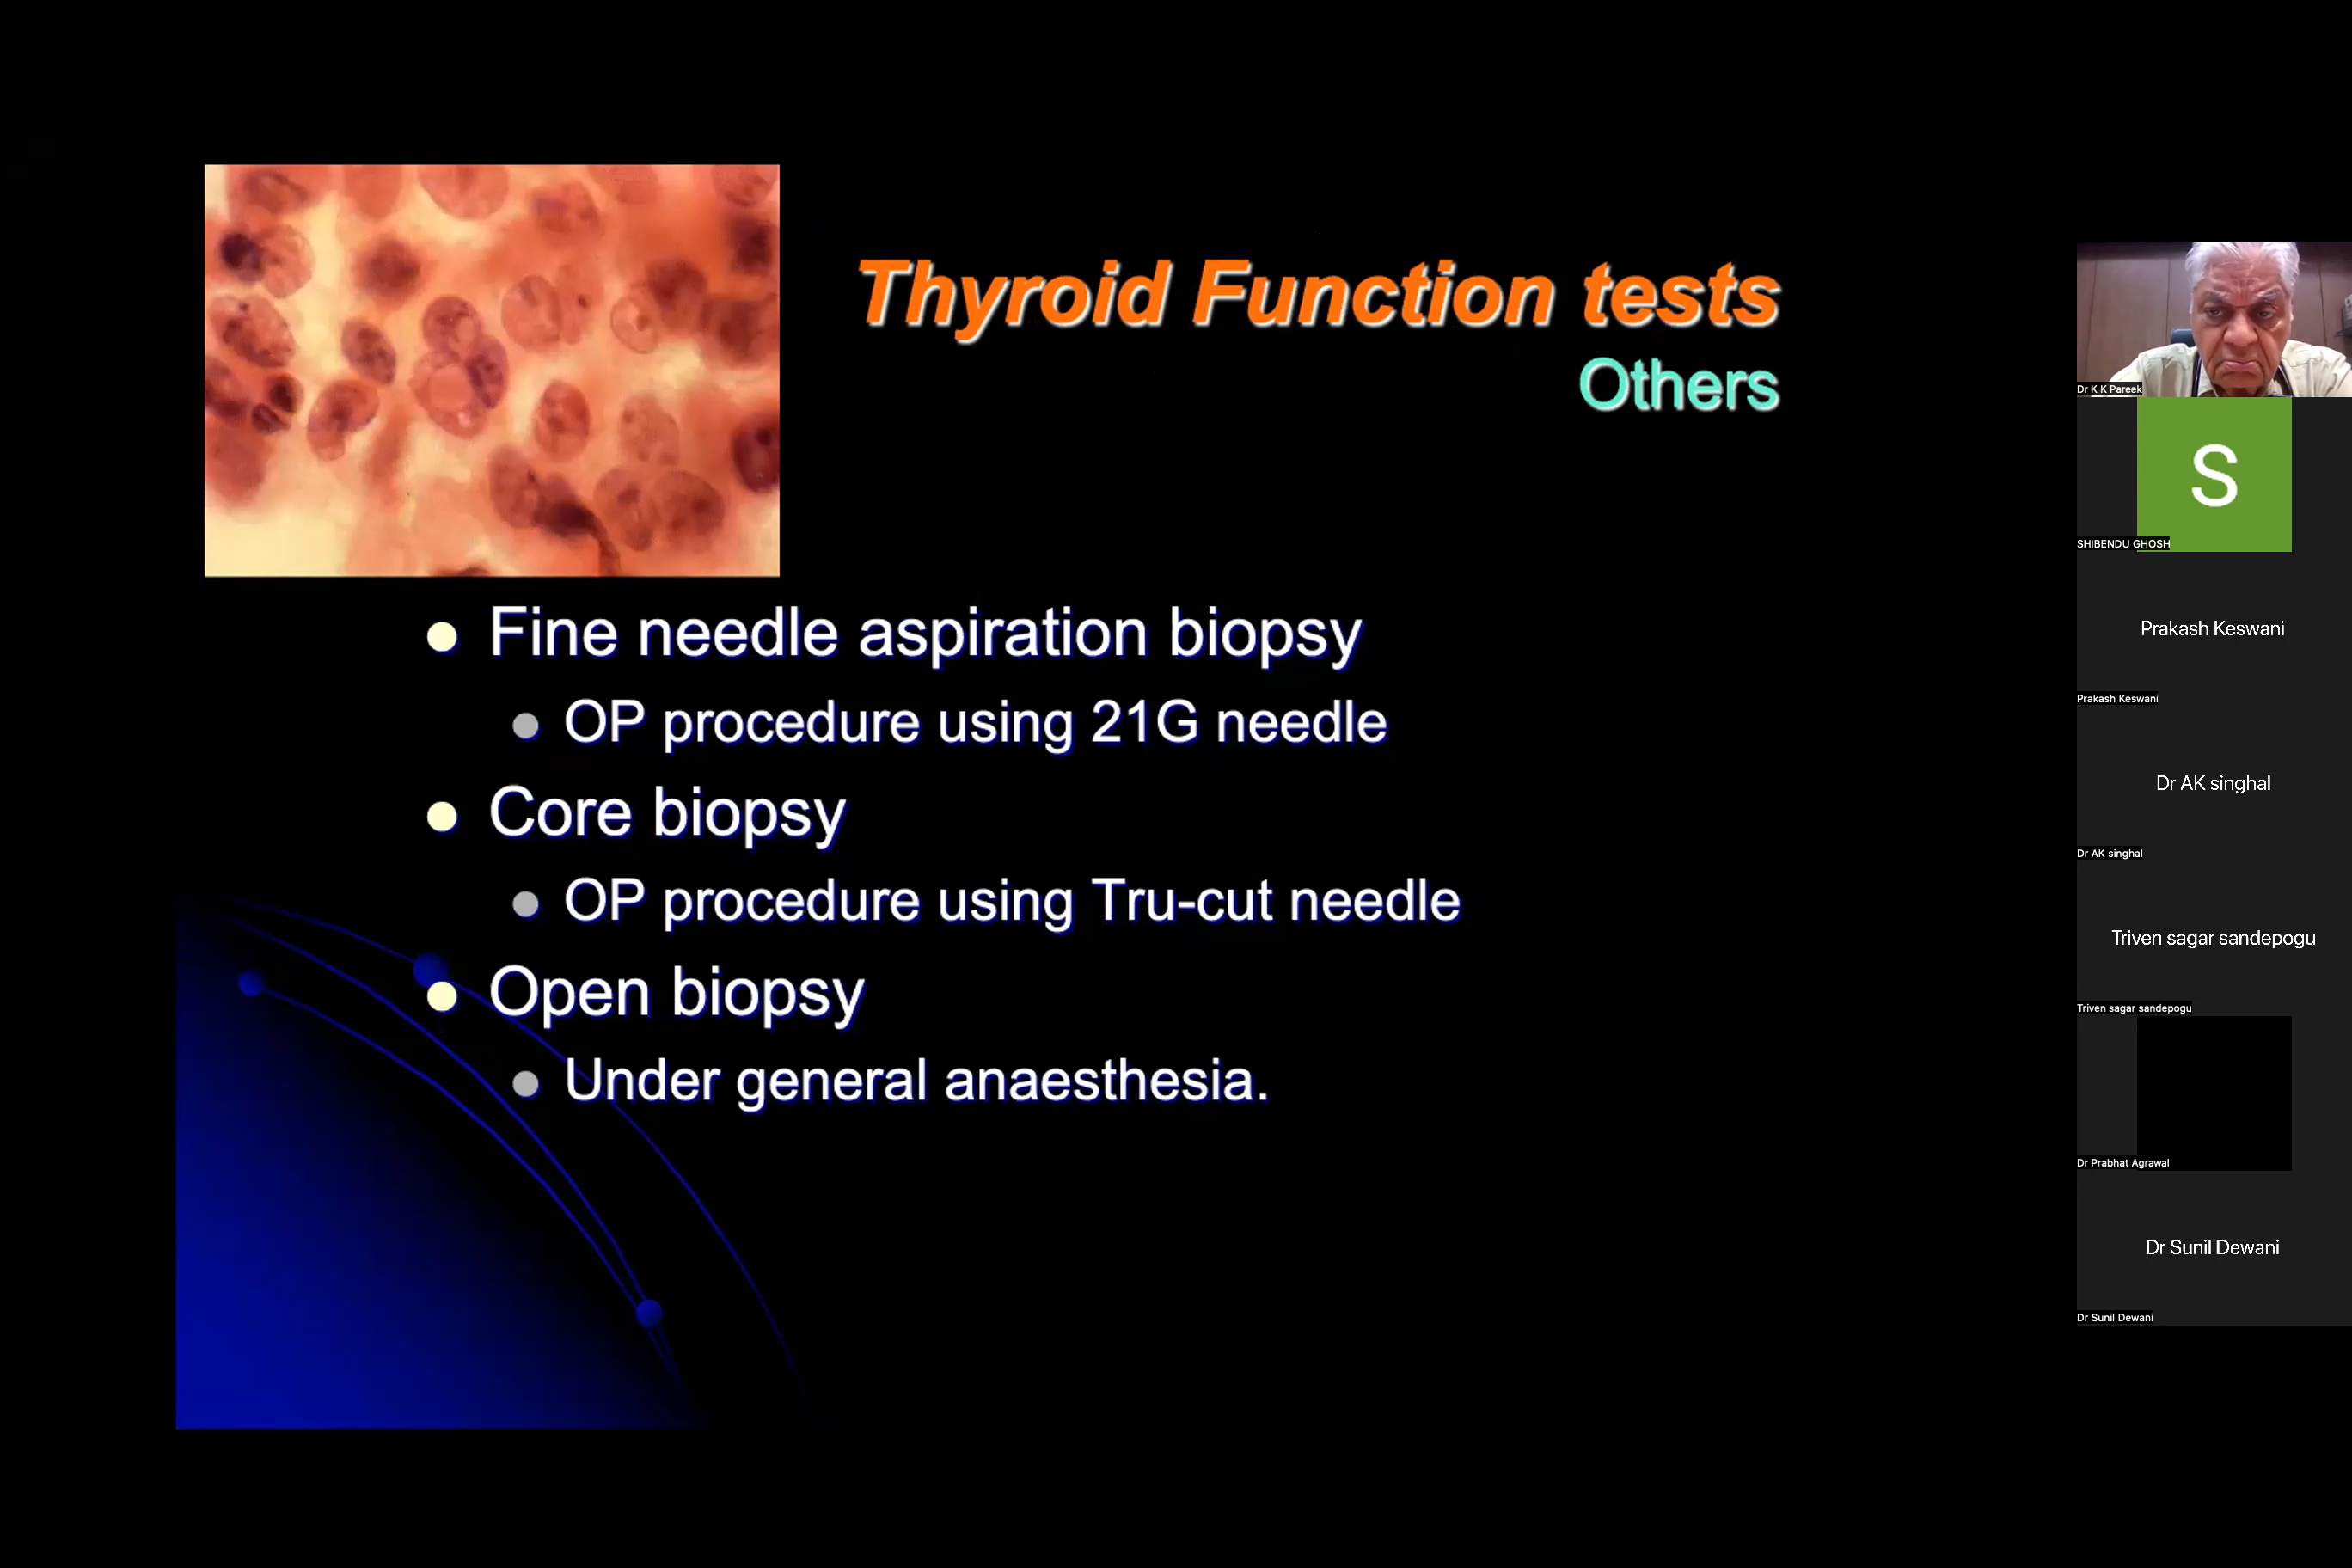 Thyroid Function tests
Others
Fine needle aspiration biopsy
OP procedure using 21G needle
Core biopsy
OP procedure using Tru-cut needle
Open biopsy
Under general anaesthesia.
Dr K K Pareek
S
SHIBENDU GHOSH
Prakash Keswani
Prakash Keswani
Dr AK singhal
Dr AK singhal
Triven sagar sandepogu
Triven sagar sandepogu
Dr Prabhat Agrawal
Dr Sunil Dewani
Dr Sunil Dewani